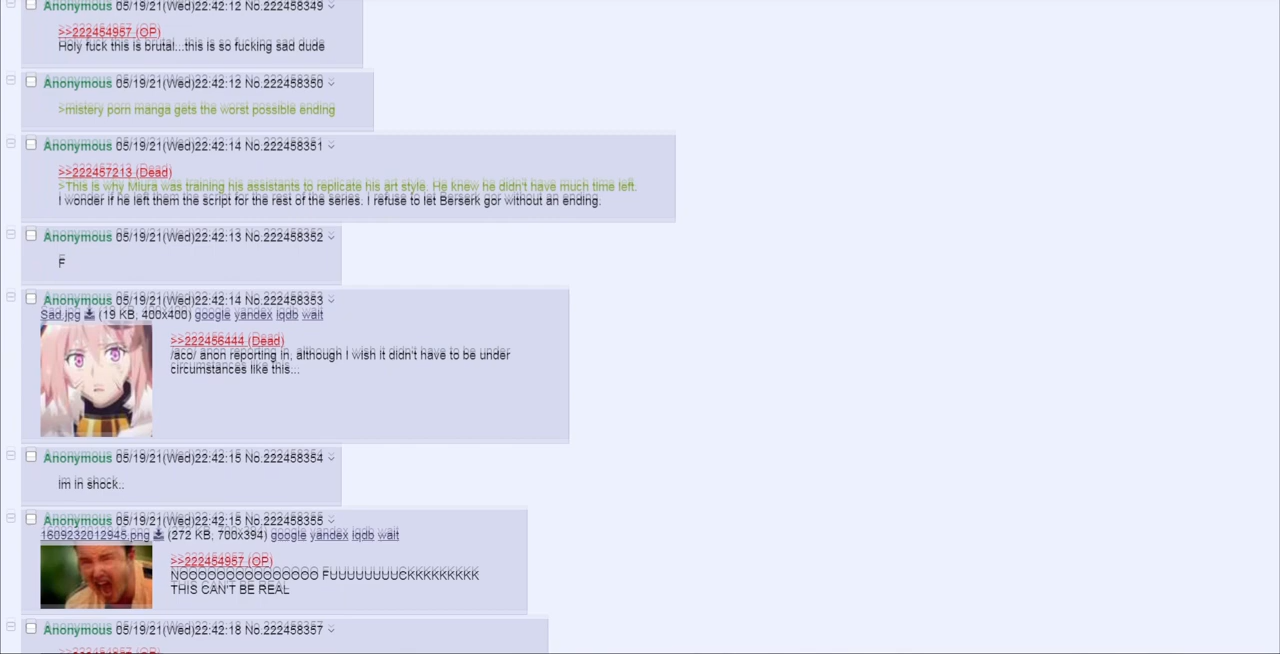 Anonymous 05/19/21(Wed)22:42:12 No.222458349
>>222454957 (OP)
Holy fuck this is brutal...this is so fucking sad dude
Anonymous 05/19/21(Wed)22:42:12 No.222458350
>mistery porn manga gets the worst possible ending
Anonymous 05/19/21(Wed)22:42:14 No.222458351
>>222457213 (Dead)
>This is why Miura was training his assistants to replicate his art style. He knew he didn't have much time left.
I wonder if he left them the script for the rest of the series. I refuse to let Berserk gor without an ending.
Anonymous 05/19/21(Wed)22:42:13 No.222458352
F
Anonymous 05/19/21(Wed)22:42:14 No.222458353
Sad.jpg (19 KB, 400x400) google yandex iqdb wait
>>222456444 (Dead)
/aco/ anon reporting in, although I wish it didn't have to be under
circumstances like this...
Anonymous 05/19/21(Wed)22:42:15 No.222458354
im in shock..
Anonymous 05/19/21(Wed)22:42:15 No.222458355
1609232012945.png (272 KB, 700x394) google yandex iqdb wait
>>222454957 (OP)
NOOOOOOOOOOOOOOO FUUUUUUUUCKKKKKKKKK
THIS CAN'T BE REAL
Anonymous 05/19/21(Wed)22:42:18 No.222458357
>>222454957 (OP)